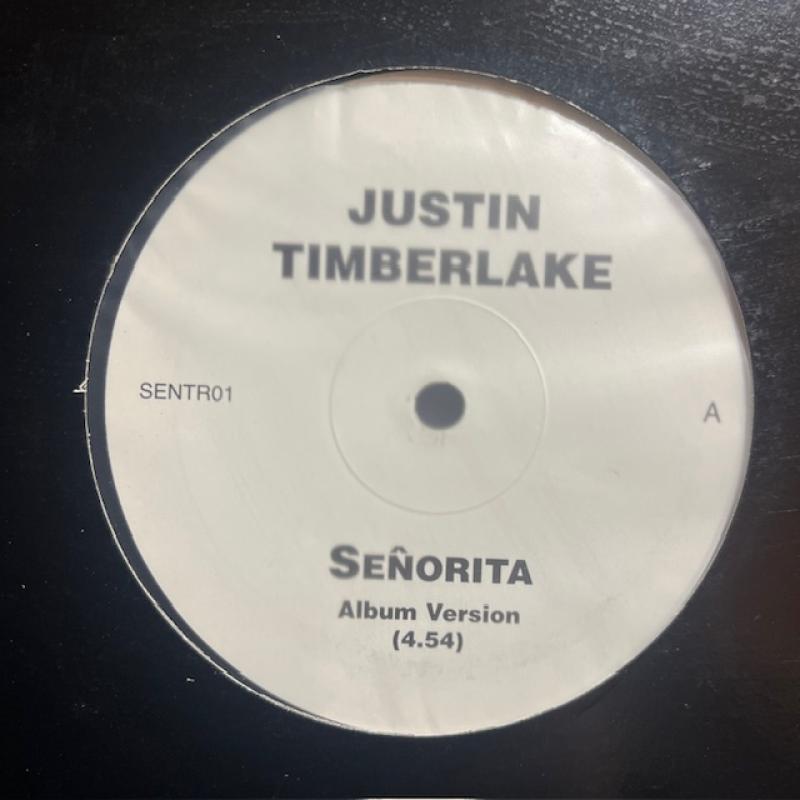 JUSTIN
TIMBERLAKE
SENTR01
A
SEÑORITA
Album Version
(4.54)